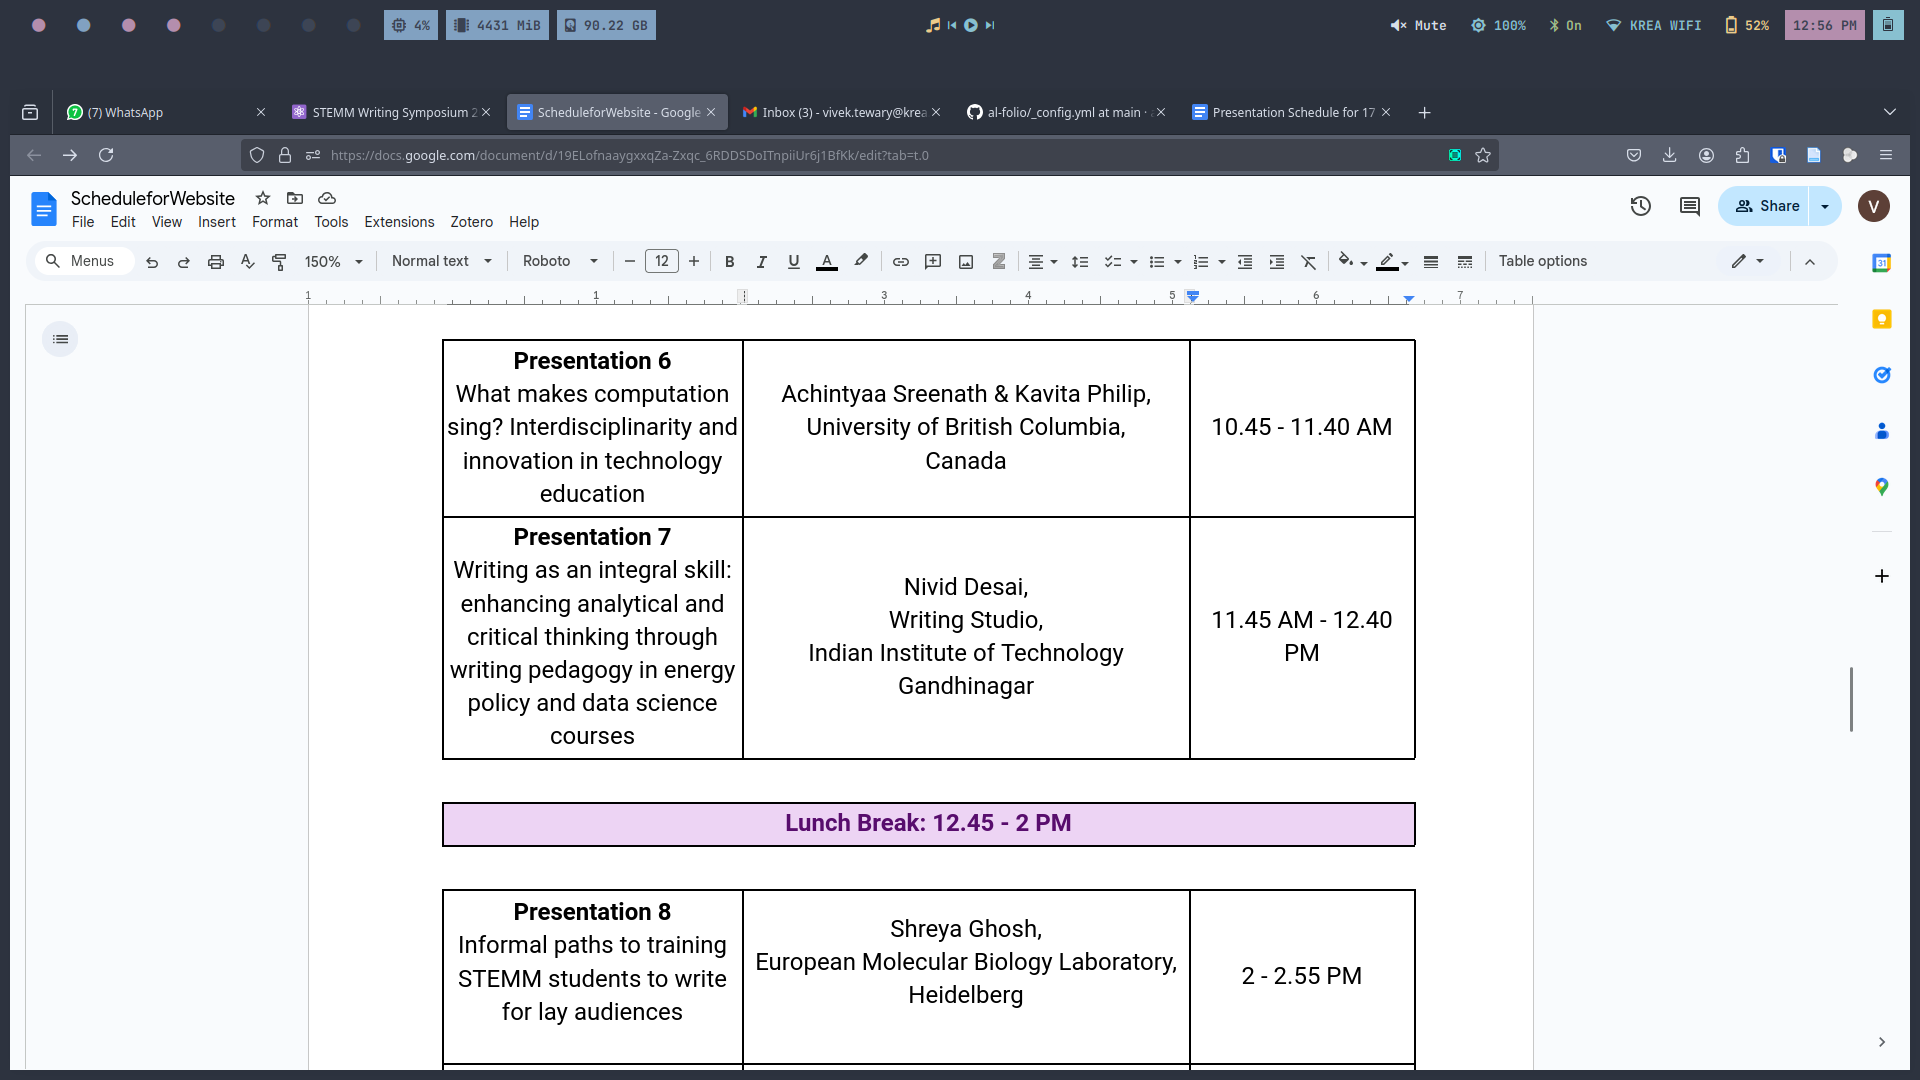 4% 4431 MiB 90.22 GB Mute 100% On KREA WIFI 52% 12:56 PM
(7) WhatsApp STEMM Writing Symposium 2 ScheduleforWebsite - Google Inbox (3) - vivek.tewary@krea al-folio/_config.yml at main · Presentation Schedule for 17
https://docs.google.com/document/d/19ELofnaaygxxqZa-Zxqc_6RDDSDoITnpiiUr6j1BfKk/edit?tab=t.0
ScheduleforWebsite
File Edit View Insert Format Tools Extensions Zotero Help
Share
V
Menus 150% Normal text Roboto 12 B I U A Table options
31
1 1 3 4 5 6 7
Presentation 6
What makes computation
sing? Interdisciplinarity and
innovation in technology
education
Achintyaa Sreenath & Kavita Philip,
University of British Columbia,
Canada
10.45 - 11.40 AM
Presentation 7
Writing as an integral skill:
enhancing analytical and
critical thinking through
writing pedagogy in energy
policy and data science
courses
Nivid Desai,
Writing Studio,
Indian Institute of Technology
Gandhinagar
11.45 AM - 12.40
PM
Lunch Break: 12.45 - 2 PM
Presentation 8
Informal paths to training
STEMM students to write
for lay audiences
Shreya Ghosh,
European Molecular Biology Laboratory,
Heidelberg
2 - 2.55 PM